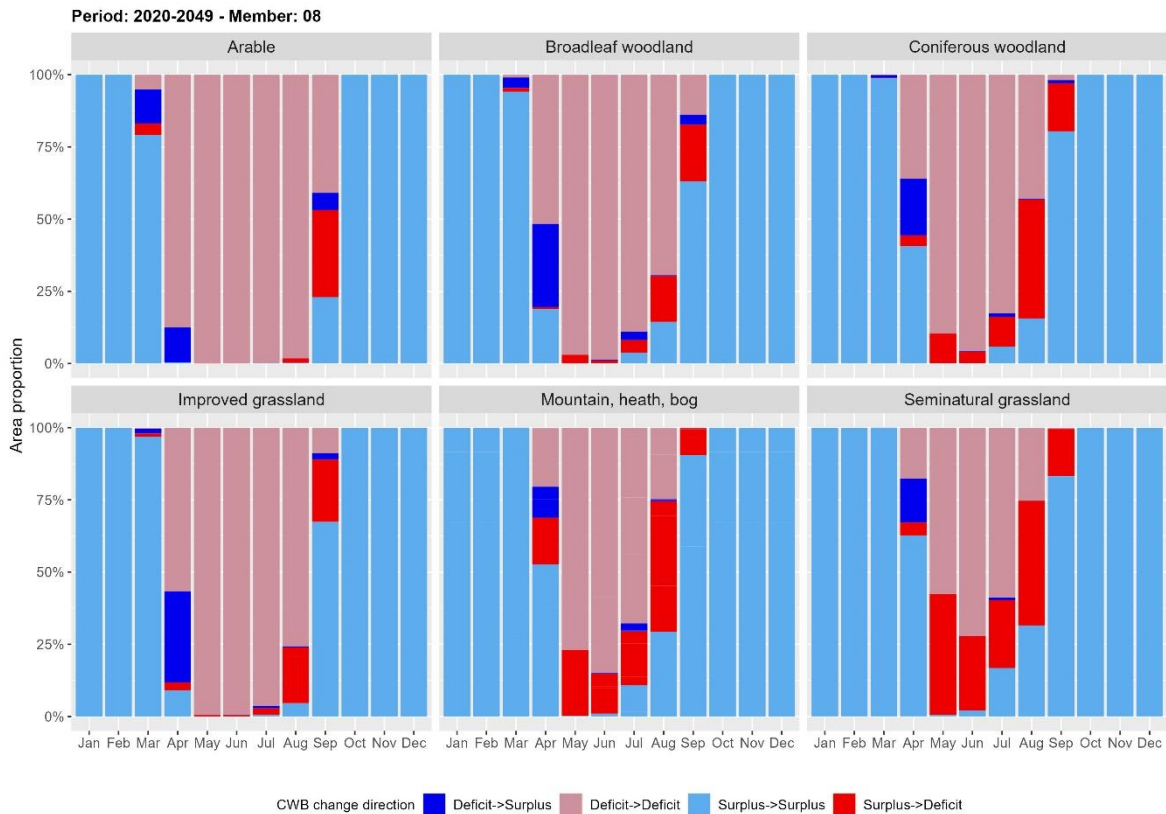 Period: 2020-2049 - Member: 08
Arable Broadleaf woodland Coniferous woodland
100%
75%
50%
25%
0%
Improved grassland Mountain, heath, bog Seminatural grassland
100%
75%
50%
25%
0%
Area proportion
Jan Feb Mar Apr May Jun Jul Aug Sep Oct Nov Dec Jan Feb Mar Apr May Jun Jul Aug Sep Oct Nov Dec Jan Feb Mar Apr May Jun Jul Aug Sep Oct Nov Dec
CWB change direction Deficit->Surplus Deficit->Deficit Surplus->Surplus Surplus->Deficit